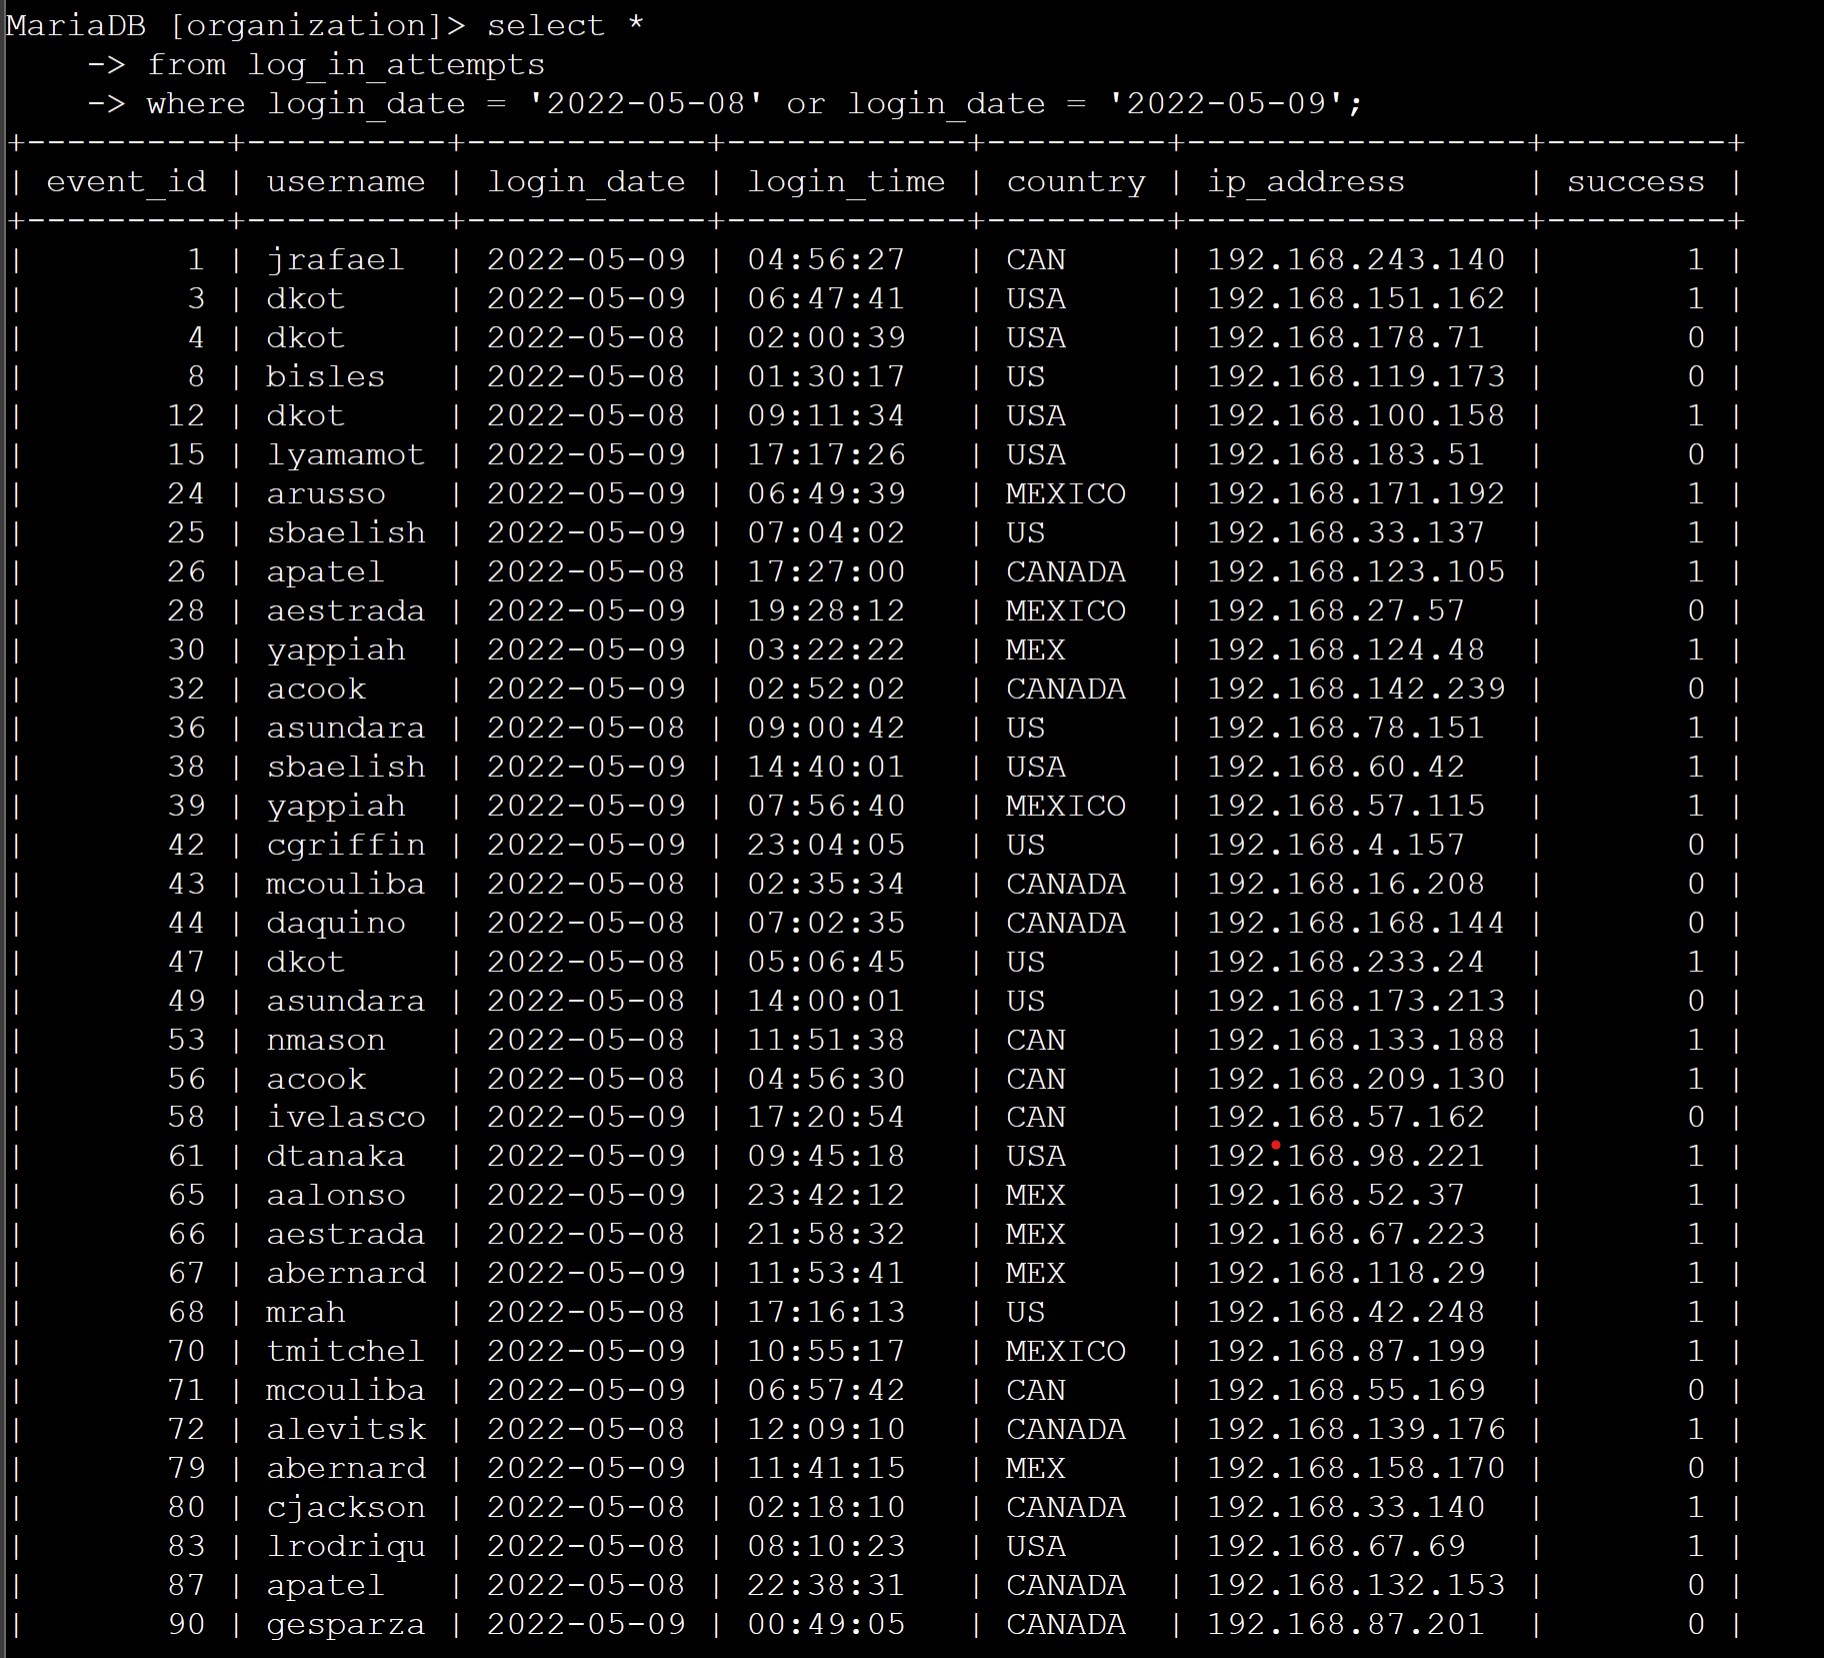 MariaDB [organization]> select *
    -> from log_in_attempts
    -> where login_date = '2022-05-08' or login_date = '2022-05-09';
+----------+----------+------------+------------+---------+-----------------+---------+
| event_id | username | login_date | login_time | country | ip_address      | success |
+----------+----------+------------+------------+---------+-----------------+---------+
|        1 | jrafael  | 2022-05-09 | 04:56:27   | CAN     | 192.168.243.140 |       1 |
|        3 | dkot     | 2022-05-09 | 06:47:41   | USA     | 192.168.151.162 |       1 |
|        4 | dkot     | 2022-05-08 | 02:00:39   | USA     | 192.168.178.71  |       0 |
|        8 | bisles   | 2022-05-08 | 01:30:17   | US      | 192.168.119.173 |       0 |
|       12 | dkot     | 2022-05-08 | 09:11:34   | USA     | 192.168.100.158 |       1 |
|       15 | lyamamot | 2022-05-09 | 17:17:26   | USA     | 192.168.183.51  |       0 |
|       24 | arusso   | 2022-05-09 | 06:49:39   | MEXICO  | 192.168.171.192 |       1 |
|       25 | sbaelish | 2022-05-09 | 07:04:02   | US      | 192.168.33.137  |       1 |
|       26 | apatel   | 2022-05-08 | 17:27:00   | CANADA  | 192.168.123.105 |       1 |
|       28 | aestrada | 2022-05-09 | 19:28:12   | MEXICO  | 192.168.27.57   |       0 |
|       30 | yappiah  | 2022-05-09 | 03:22:22   | MEX     | 192.168.124.48  |       1 |
|       32 | acook    | 2022-05-09 | 02:52:02   | CANADA  | 192.168.142.239 |       0 |
|       36 | asundara | 2022-05-08 | 09:00:42   | US      | 192.168.78.151  |       1 |
|       38 | sbaelish | 2022-05-09 | 14:40:01   | USA     | 192.168.60.42   |       1 |
|       39 | yappiah  | 2022-05-09 | 07:56:40   | MEXICO  | 192.168.57.115  |       1 |
|       42 | cgriffin | 2022-05-09 | 23:04:05   | US      | 192.168.4.157   |       0 |
|       43 | mcouliba | 2022-05-08 | 02:35:34   | CANADA  | 192.168.16.208  |       0 |
|       44 | daquino  | 2022-05-08 | 07:02:35   | CANADA  | 192.168.168.144 |       0 |
|       47 | dkot     | 2022-05-08 | 05:06:45   | US      | 192.168.233.24  |       1 |
|       49 | asundara | 2022-05-08 | 14:00:01   | US      | 192.168.173.213 |       0 |
|       53 | nmason   | 2022-05-08 | 11:51:38   | CAN     | 192.168.133.188 |       1 |
|       56 | acook    | 2022-05-08 | 04:56:30   | CAN     | 192.168.209.130 |       1 |
|       58 | ivelasco | 2022-05-09 | 17:20:54   | CAN     | 192.168.57.162  |       0 |
|       61 | dtanaka  | 2022-05-09 | 09:45:18   | USA     | 192.168.98.221  |       1 |
|       65 | aalonso  | 2022-05-09 | 23:42:12   | MEX     | 192.168.52.37   |       1 |
|       66 | aestrada | 2022-05-08 | 21:58:32   | MEX     | 192.168.67.223  |       1 |
|       67 | abernard | 2022-05-09 | 11:53:41   | MEX     | 192.168.118.29  |       1 |
|       68 | mrah     | 2022-05-08 | 17:16:13   | US      | 192.168.42.248  |       1 |
|       70 | tmitchel | 2022-05-09 | 10:55:17   | MEXICO  | 192.168.87.199  |       1 |
|       71 | mcouliba | 2022-05-09 | 06:57:42   | CAN     | 192.168.55.169  |       0 |
|       72 | alevitsk | 2022-05-08 | 12:09:10   | CANADA  | 192.168.139.176 |       1 |
|       79 | abernard | 2022-05-09 | 11:41:15   | MEX     | 192.168.158.170 |       0 |
|       80 | cjackson | 2022-05-08 | 02:18:10   | CANADA  | 192.168.33.140  |       1 |
|       83 | lrodriqu | 2022-05-08 | 08:10:23   | USA     | 192.168.67.69   |       1 |
|       87 | apatel   | 2022-05-08 | 22:38:31   | CANADA  | 192.168.132.153 |       0 |
|       90 | gesparza | 2022-05-09 | 00:49:05   | CANADA  | 192.168.87.201  |       0 |